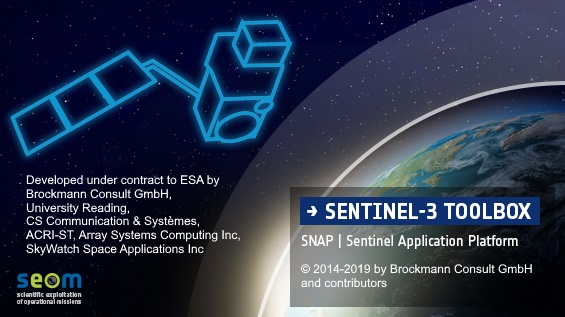 Developed under contract to ESA by
Brockmann Consult GmbH,
University Reading,
CS Communication & Systèmes,
ACRI-ST, Array Systems Computing Inc,
SkyWatch Space Applications Inc
seom
scientific exploitation
of operational missions
→ SENTINEL-3 TOOLBOX
SNAP | Sentinel Application Platform
© 2014-2019 by Brockmann Consult GmbH
and contributors